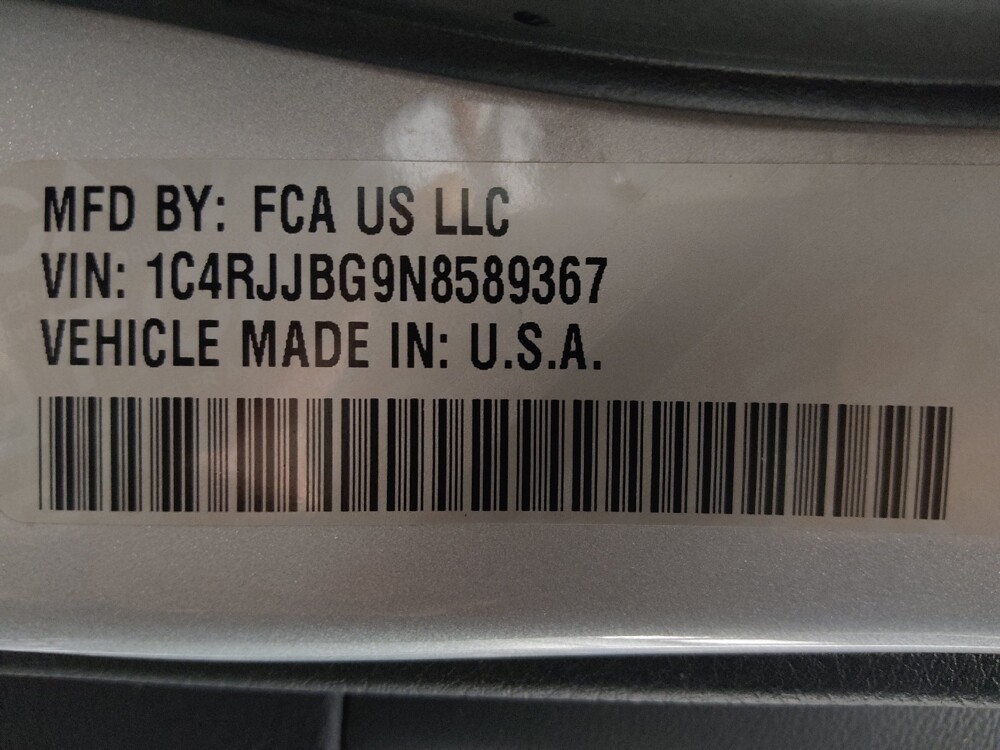 MFD BY: FCA US LLC
VIN: 1C4RJJBG9N8589367
VEHICLE MADE IN: U.S.A.